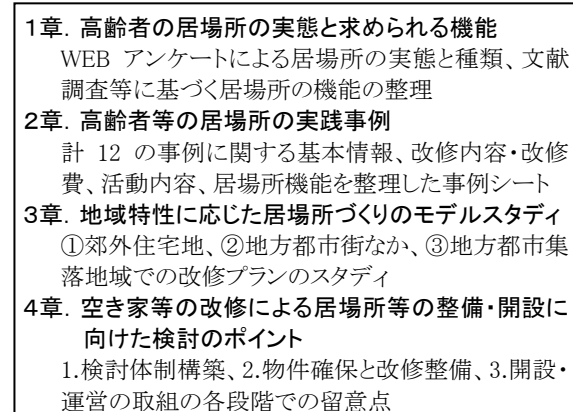 1章. 高齢者の居場所の実態と求められる機能
WEB アンケートによる居場所の実態と種類、文献
調査等に基づく居場所の機能の整理
2章. 高齢者等の居場所の実践事例
計 12 の事例に関する基本情報、改修内容・改修
費、活動内容、居場所機能を整理した事例シート
3章. 地域特性に応じた居場所づくりのモデルスタディ
①郊外住宅地、②地方都市街なか、③地方都市集
落地域での改修プランのスタディ
4章. 空き家等の改修による居場所等の整備・開設に
向けた検討のポイント
1.検討体制構築、2.物件確保と改修整備、3.開設・
運営の取組の各段階での留意点